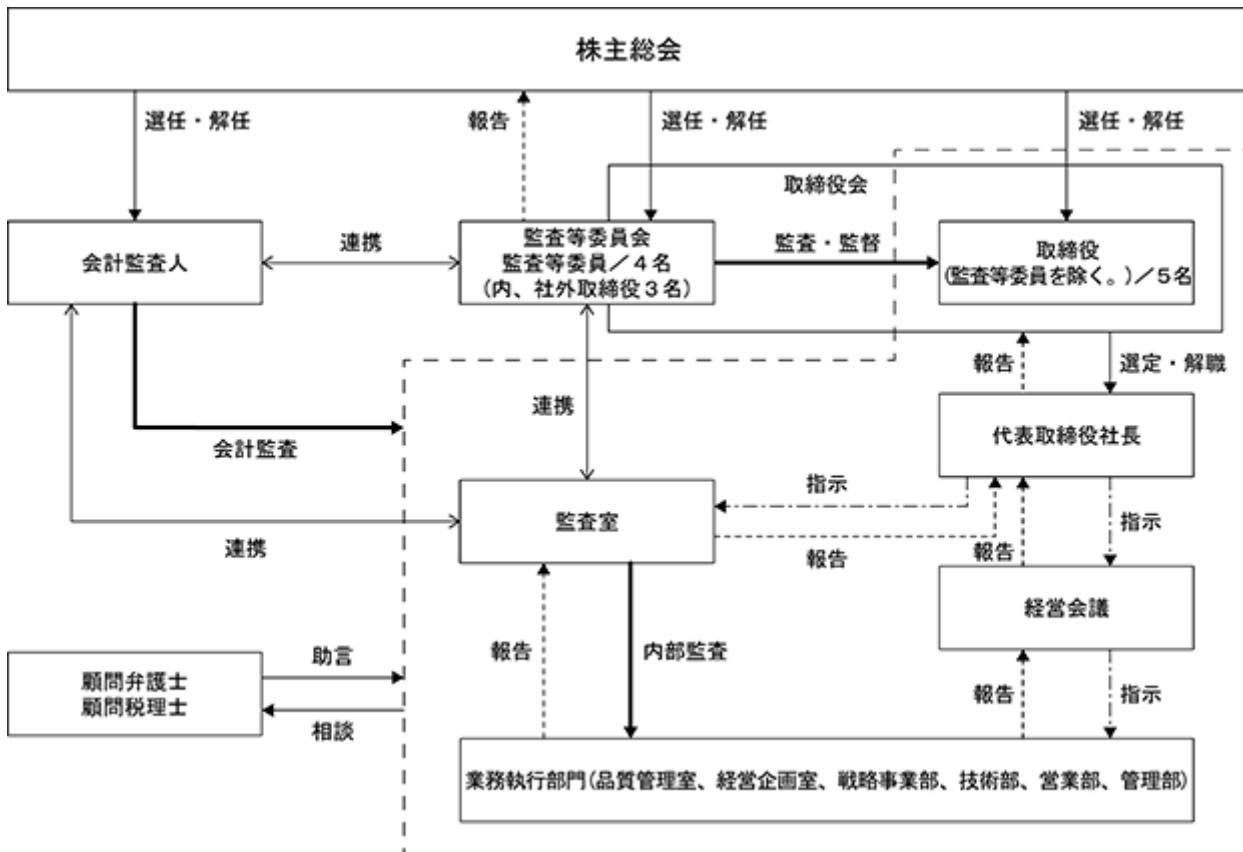 株主総会
選任・解任
報告
選任・解任
選任・解任
取締役会
会計監査人
連携
監査等委員会
監査等委員／４名
(内、社外取締役３名)
監査・監督
取締役
(監査等委員を除く。)／５名
報告
選定・解職
連携
会計監査
代表取締役社長
指示
監査室
連携
報告
報告
指示
経営会議
顧問弁護士
顧問税理士
助言
相談
報告
内部監査
報告
指示
業務執行部門(品質管理室、経営企画室、戦略事業部、技術部、営業部、管理部)